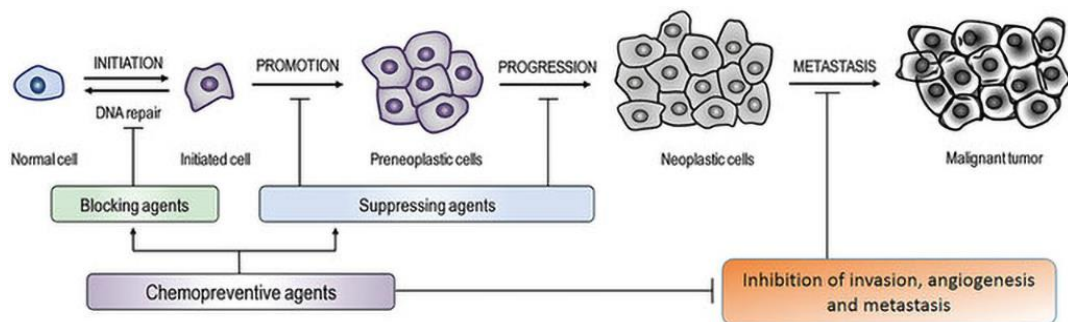 INITIATION
PROMOTION
PROGRESSION
METASTASIS
DNA repair
Normal cell
Initiated cell
Preneoplastic cells
Neoplastic cells
Malignant tumor
Blocking agents
Suppressing agents
Chemopreventive agents
Inhibition of invasion, angiogenesis
and metastasis